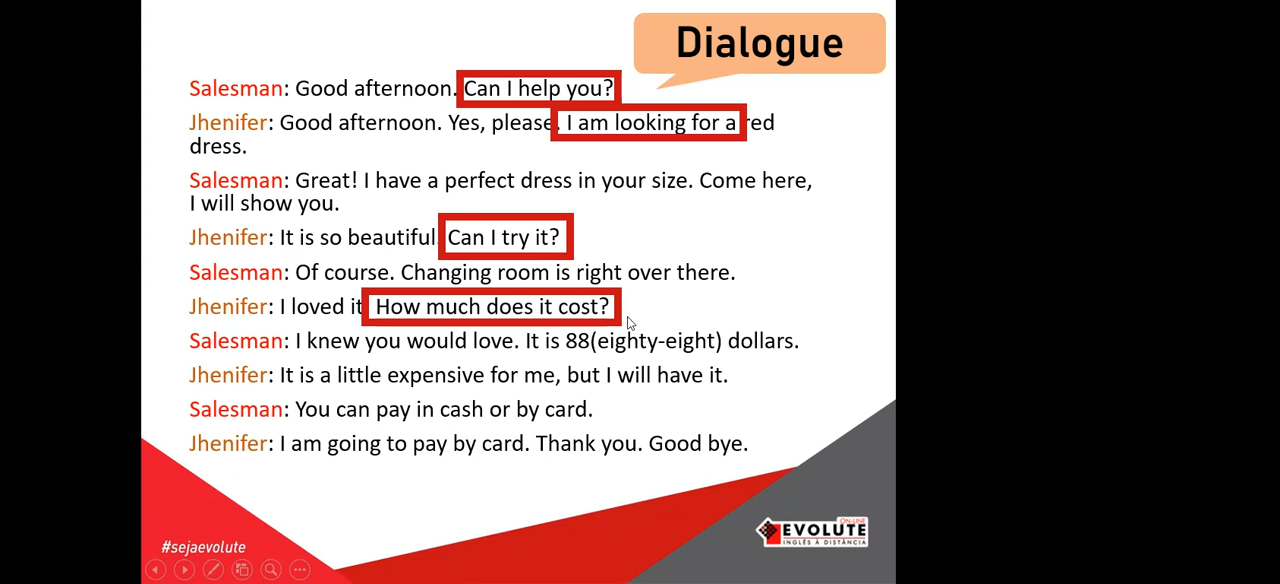 Dialogue
Salesman: Good afternoon. Can I help you?
Jhenifer: Good afternoon. Yes, please. I am looking for a red
dress.
Salesman: Great! I have a perfect dress in your size. Come here,
I will show you.
Jhenifer: It is so beautiful. Can I try it?
Salesman: Of course. Changing room is right over there.
Jhenifer: I loved it. How much does it cost?
Salesman: I knew you would love. It is 88(eighty-eight) dollars.
Jhenifer: It is a little expensive for me, but I will have it.
Salesman: You can pay in cash or by card.
Jhenifer: I am going to pay by card. Thank you. Good bye.
#sejaevolute
ON-LINE
EVOLUTE
INGLÊS À DISTÂNCIA